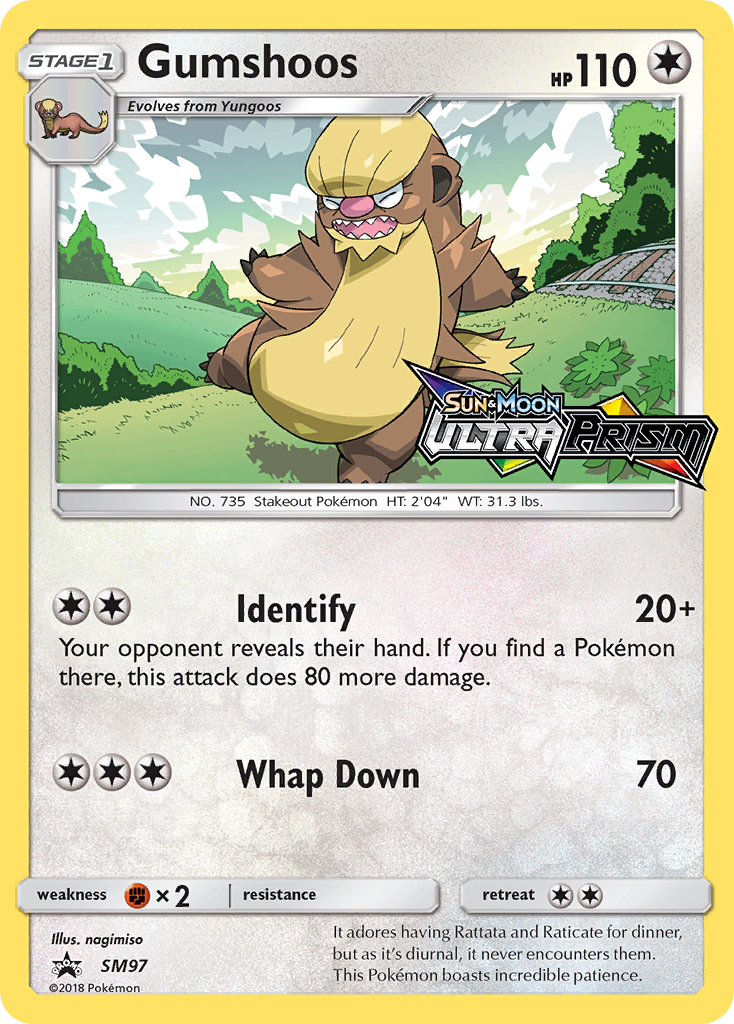 STAGE1
Gumshoos
HP 110
Evolves from Yungoos
SUN & MOON
ULTRA PRISM
NO. 735 Stakeout Pokémon HT: 2'04" WT: 31.3 lbs.
Identify 20+
Your opponent reveals their hand. If you find a Pokémon
there, this attack does 80 more damage.
Whap Down 70
weakness × 2 resistance retreat
Illus. nagimiso
SM97
©2018 Pokémon
It adores having Rattata and Raticate for dinner,
but as it's diurnal, it never encounters them.
This Pokémon boasts incredible patience.